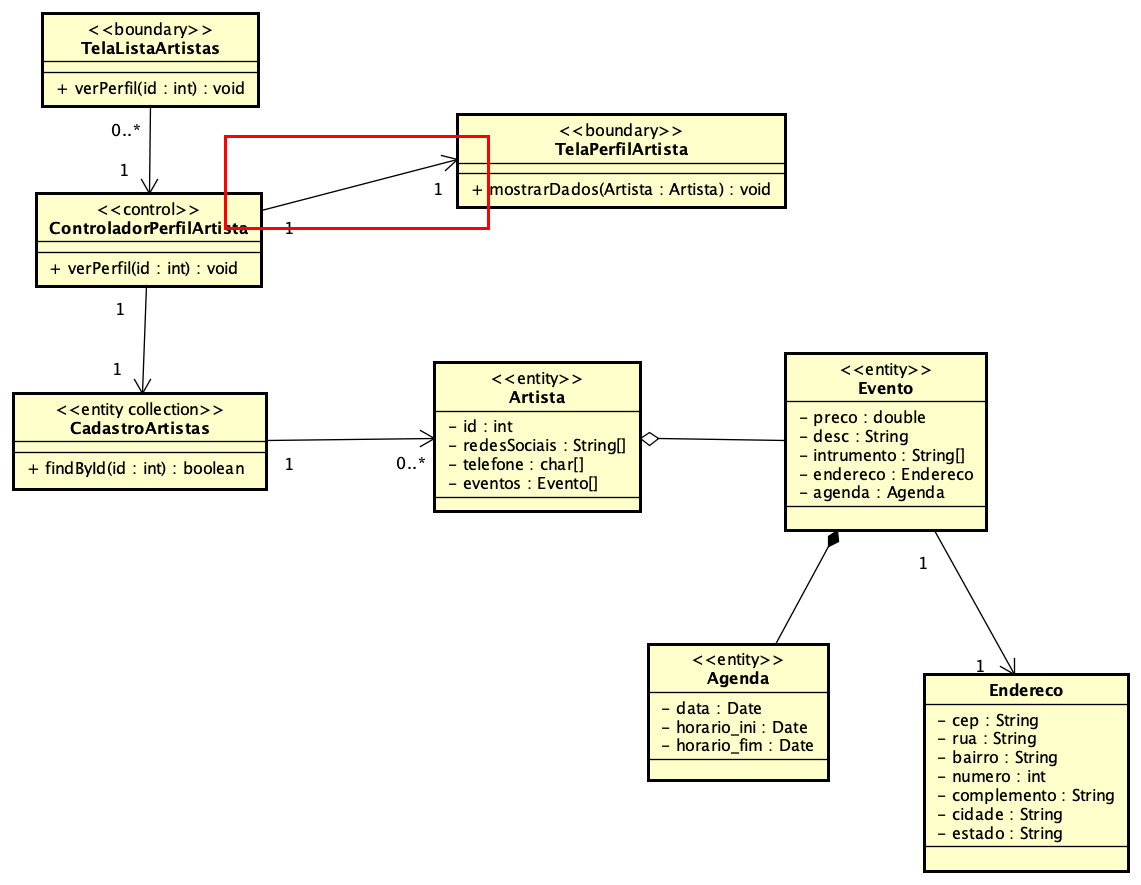 <<boundary>>
TelaListaArtistas
+ verPerfil(id : int) : void
0..*
1
<<boundary>>
TelaPerfilArtista
+ mostrarDados(Artista : Artista) : void
1
1
<<control>>
ControladorPerfilArtista
+ verPerfil(id : int) : void
1
1
<<entity collection>>
CadastroArtistas
+ findById(id : int) : boolean
1
0..*
<<entity>>
Artista
- id : int
- redesSociais : String[]
- telefone : char[]
- eventos : Evento[]
<<entity>>
Evento
- preco : double
- desc : String
- intrumento : String[]
- endereco : Endereco
- agenda : Agenda
1
1
<<entity>>
Agenda
- data : Date
- horario_ini : Date
- horario_fim : Date
Endereco
- cep : String
- rua : String
- bairro : String
- numero : int
- complemento : String
- cidade : String
- estado : String